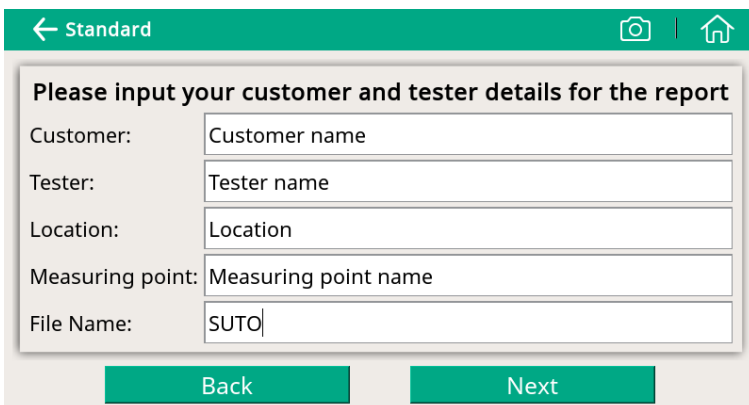 Standard
Please input your customer and tester details for the report
Customer: Customer name
Tester: Tester name
Location: Location
Measuring point: Measuring point name
File Name: SUTO
Back Next